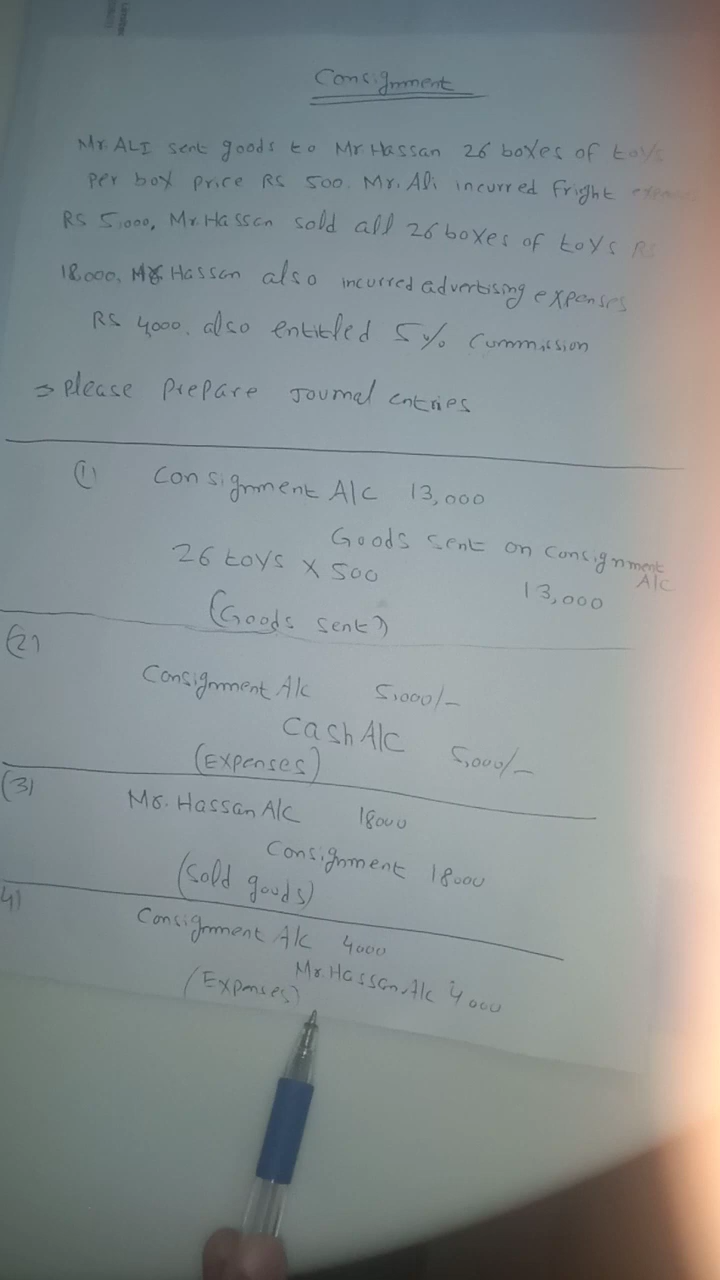 Consignment
Mr. ALI sent goods to Mr Hassan 26 boxes of toys
Per box price RS 500. Mr. Ali incurred Fright
RS 5,000, Mr. Hassan sold all 26 boxes of toys RS
18,000, Mr Hassan also incurred advertising expenses
RS 4,000. also entitled 5% Commission
→ please prepare Journal entries
(1) Consignment A/C 13,000
Goods sent on consignment A/C
26 toys × 500 13,000
(Goods sent)
(2)
Consignment A/c 5,000/-
Cash A/C 5,000/-
(Expenses)
(3) Mr. Hassan A/C 18000
Consignment 18000
(Sold goods)
4) Consignment A/c 4000
Mr. Hassan A/c 4000
(Expenses)